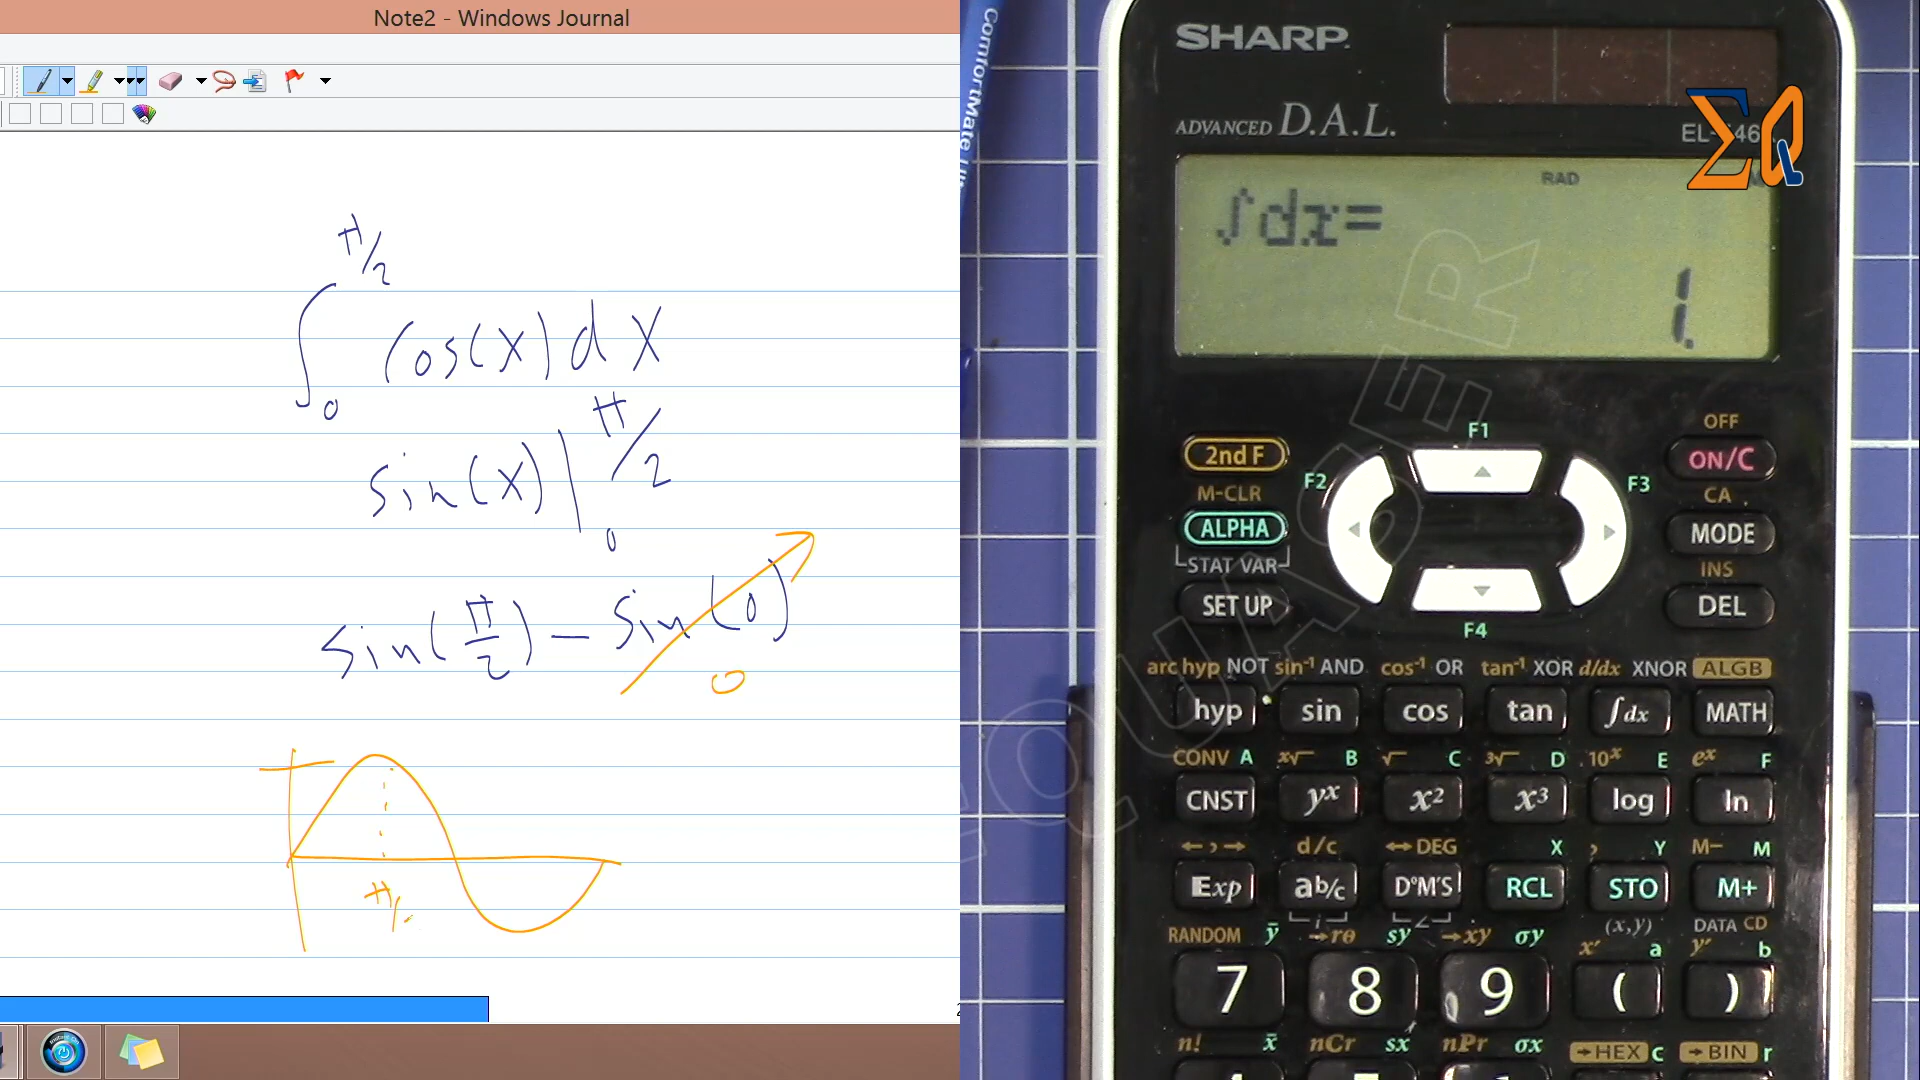 Note2 - Windows Journal
π/2
∫ cos(x) dx
0
sin(x) | π/2
0
sin(π/2) - sin(0)
0
π/
ComfortMate Ul
SHARP
ADVANCED D.A.L.
RAD
∫dx=
1.
EQUASER
F1
OFF
2nd F
ON/C
F2
F3
M-CLR
CA
ALPHA
MODE
STAT VAR
INS
SET UP
DEL
F4
arc hyp NOT sin⁻¹ AND cos⁻¹ OR tan⁻¹ XOR d/dx XNOR ALGB
hyp sin cos tan ∫dx MATH
CONV A ˣ√ B √ C ³√ D 10ˣ E eˣ F
CNST yˣ x² x³ log ln
←,→ d/c ↔DEG X , Y M− M
Exp ab/c D°M'S RCL STO M+
i ∠ (x,y) DATA CD
RANDOM ȳ →rθ sy →xy σy x' a y' b
7 8 9 ( )
n! x̄ nCr sx nPr σx →HEX c →BIN r